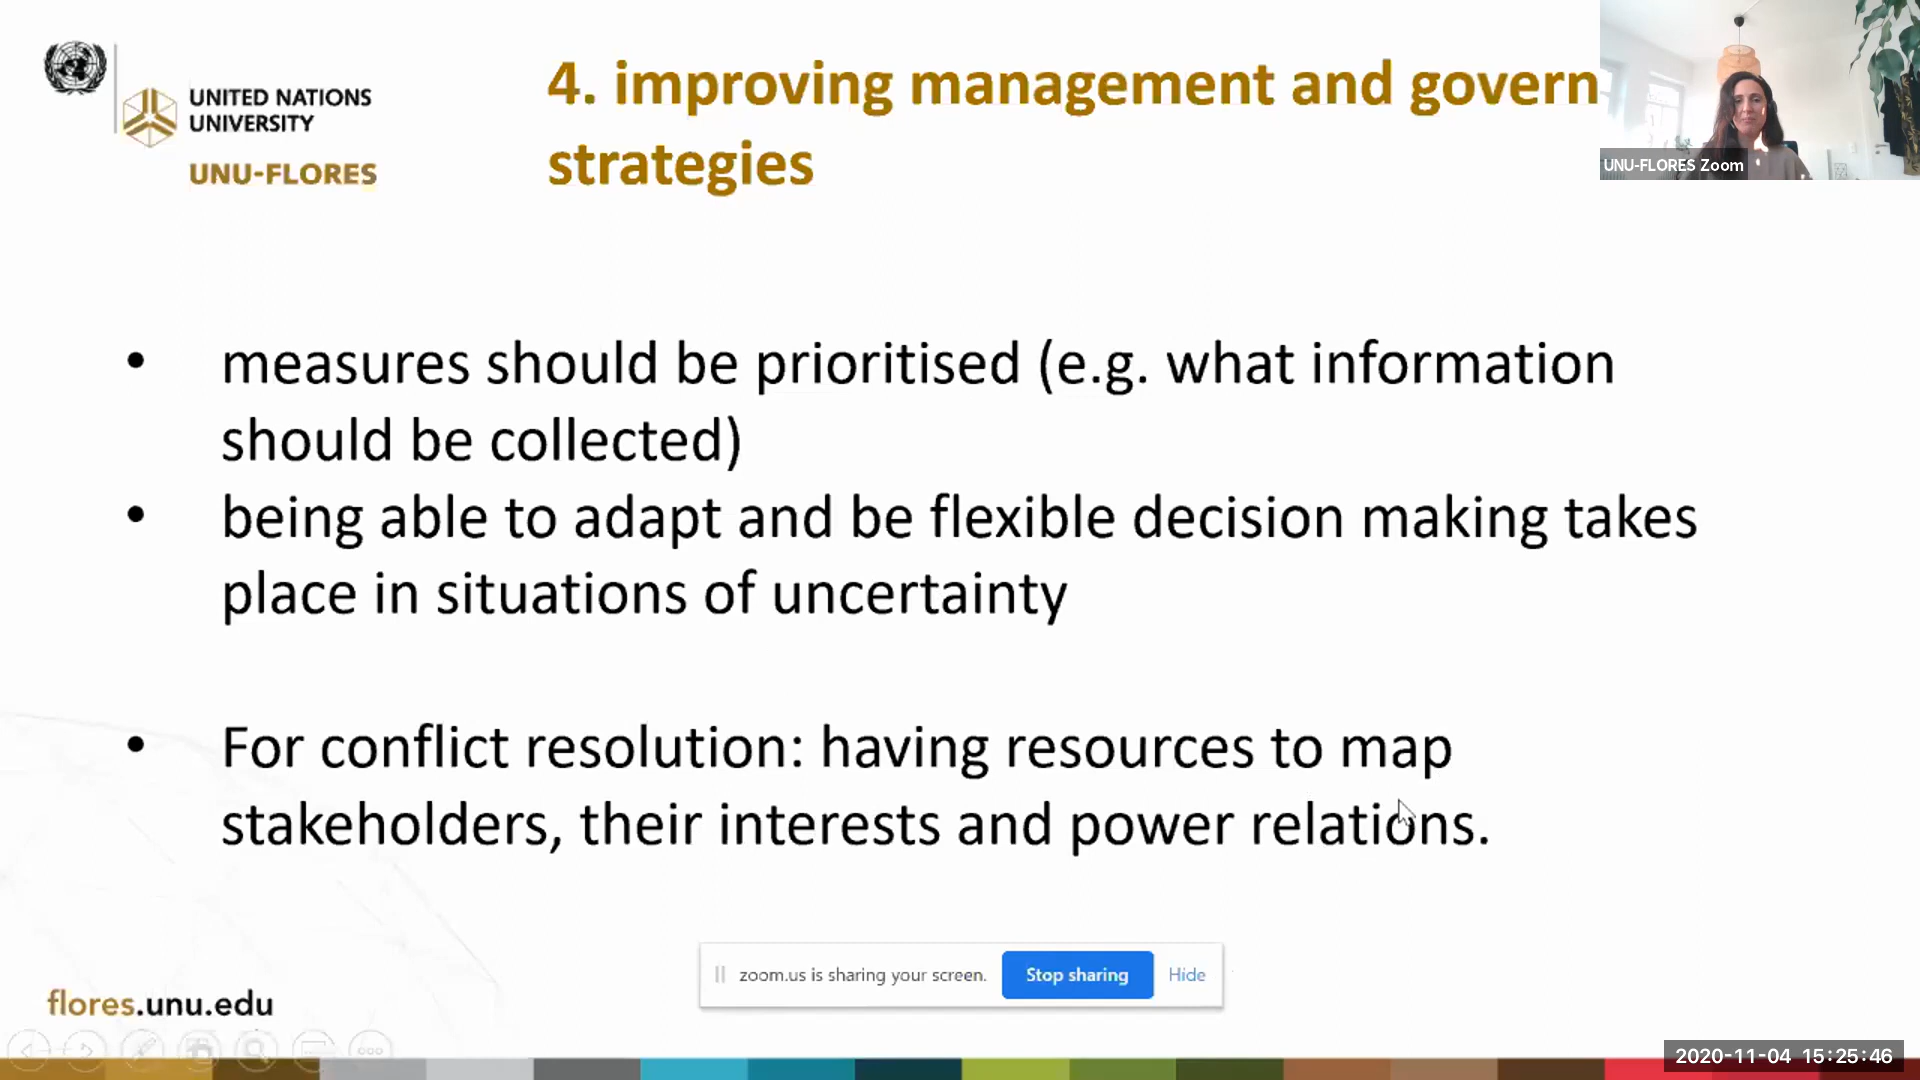 UNITED NATIONS
UNIVERSITY
UNU-FLORES
4. improving management and govern
strategies
UNU-FLORES Zoom
• measures should be prioritised (e.g. what information
should be collected)
• being able to adapt and be flexible decision making takes
place in situations of uncertainty
• For conflict resolution: having resources to map
stakeholders, their interests and power relations.
zoom.us is sharing your screen. Stop sharing Hide
flores.unu.edu
2020-11-04 15:25:46